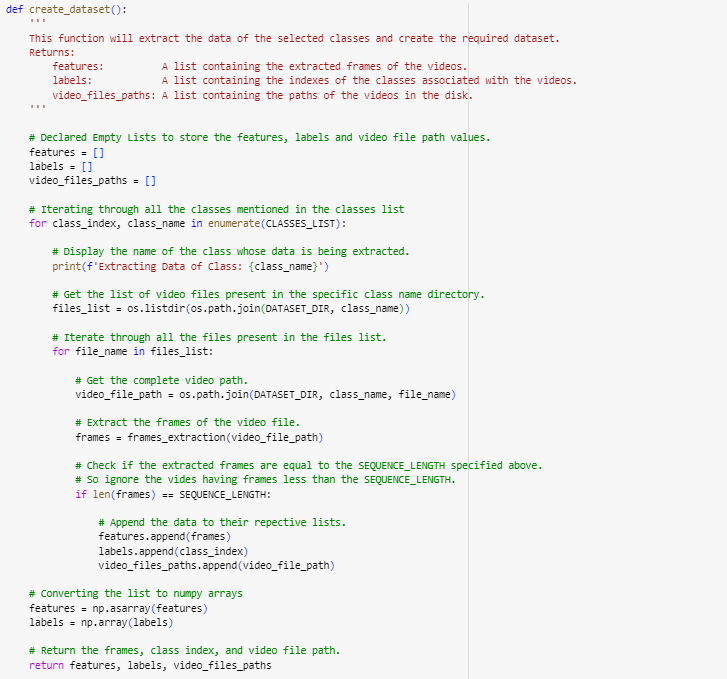 def create_dataset():
    '''
    This function will extract the data of the selected classes and create the required dataset.
    Returns:
        features:          A list containing the extracted frames of the videos.
        labels:            A list containing the indexes of the classes associated with the videos.
        video_files_paths: A list containing the paths of the videos in the disk.
    '''
    # Declared Empty Lists to store the features, labels and video file path values.
    features = []
    labels = []
    video_files_paths = []
    # Iterating through all the classes mentioned in the classes list
    for class_index, class_name in enumerate(CLASSES_LIST):
        # Display the name of the class whose data is being extracted.
        print(f'Extracting Data of Class: {class_name}')
        # Get the list of video files present in the specific class name directory.
        files_list = os.listdir(os.path.join(DATASET_DIR, class_name))
        # Iterate through all the files present in the files list.
        for file_name in files_list:
            # Get the complete video path.
            video_file_path = os.path.join(DATASET_DIR, class_name, file_name)
            # Extract the frames of the video file.
            frames = frames_extraction(video_file_path)
            # Check if the extracted frames are equal to the SEQUENCE_LENGTH specified above.
            # So ignore the vides having frames less than the SEQUENCE_LENGTH.
            if len(frames) == SEQUENCE_LENGTH:
                # Append the data to their repective lists.
                features.append(frames)
                labels.append(class_index)
                video_files_paths.append(video_file_path)
    # Converting the list to numpy arrays
    features = np.asarray(features)
    labels = np.array(labels)
    # Return the frames, class index, and video file path.
    return features, labels, video_files_paths